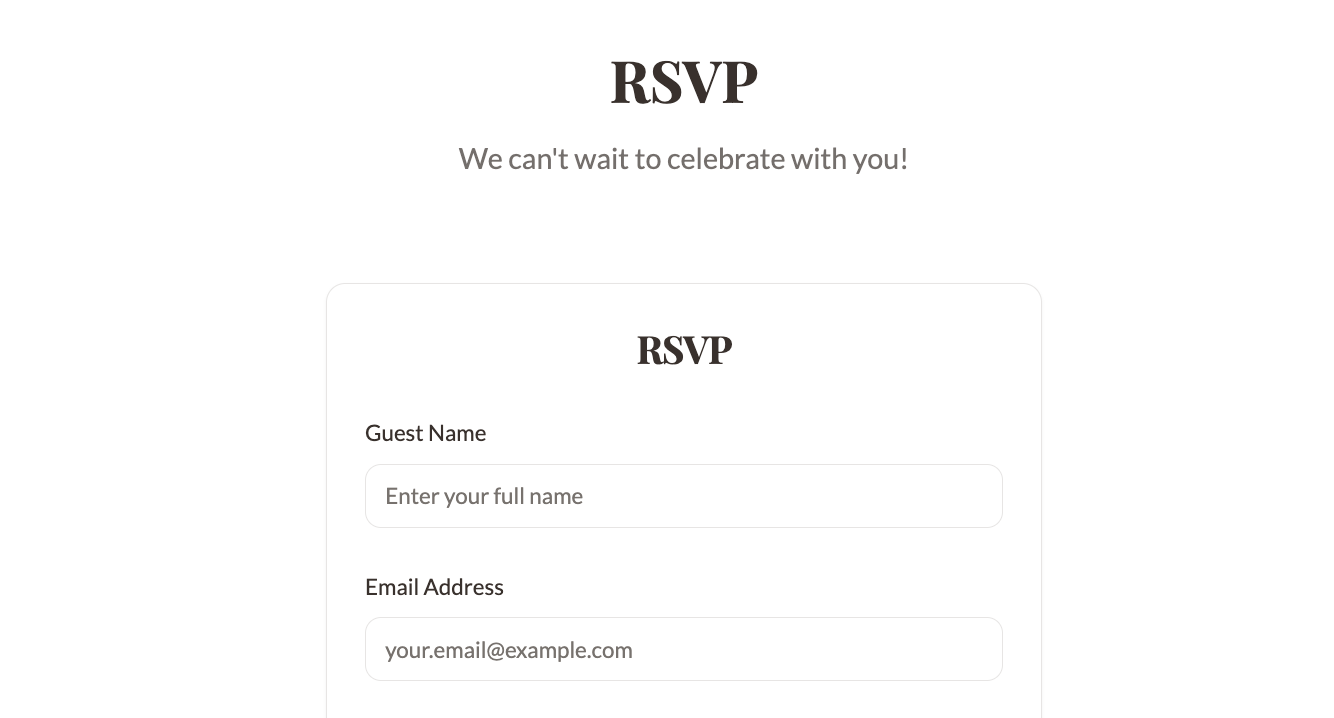 RSVP
We can't wait to celebrate with you!
RSVP
Guest Name
Enter your full name
Email Address
your.email@example.com